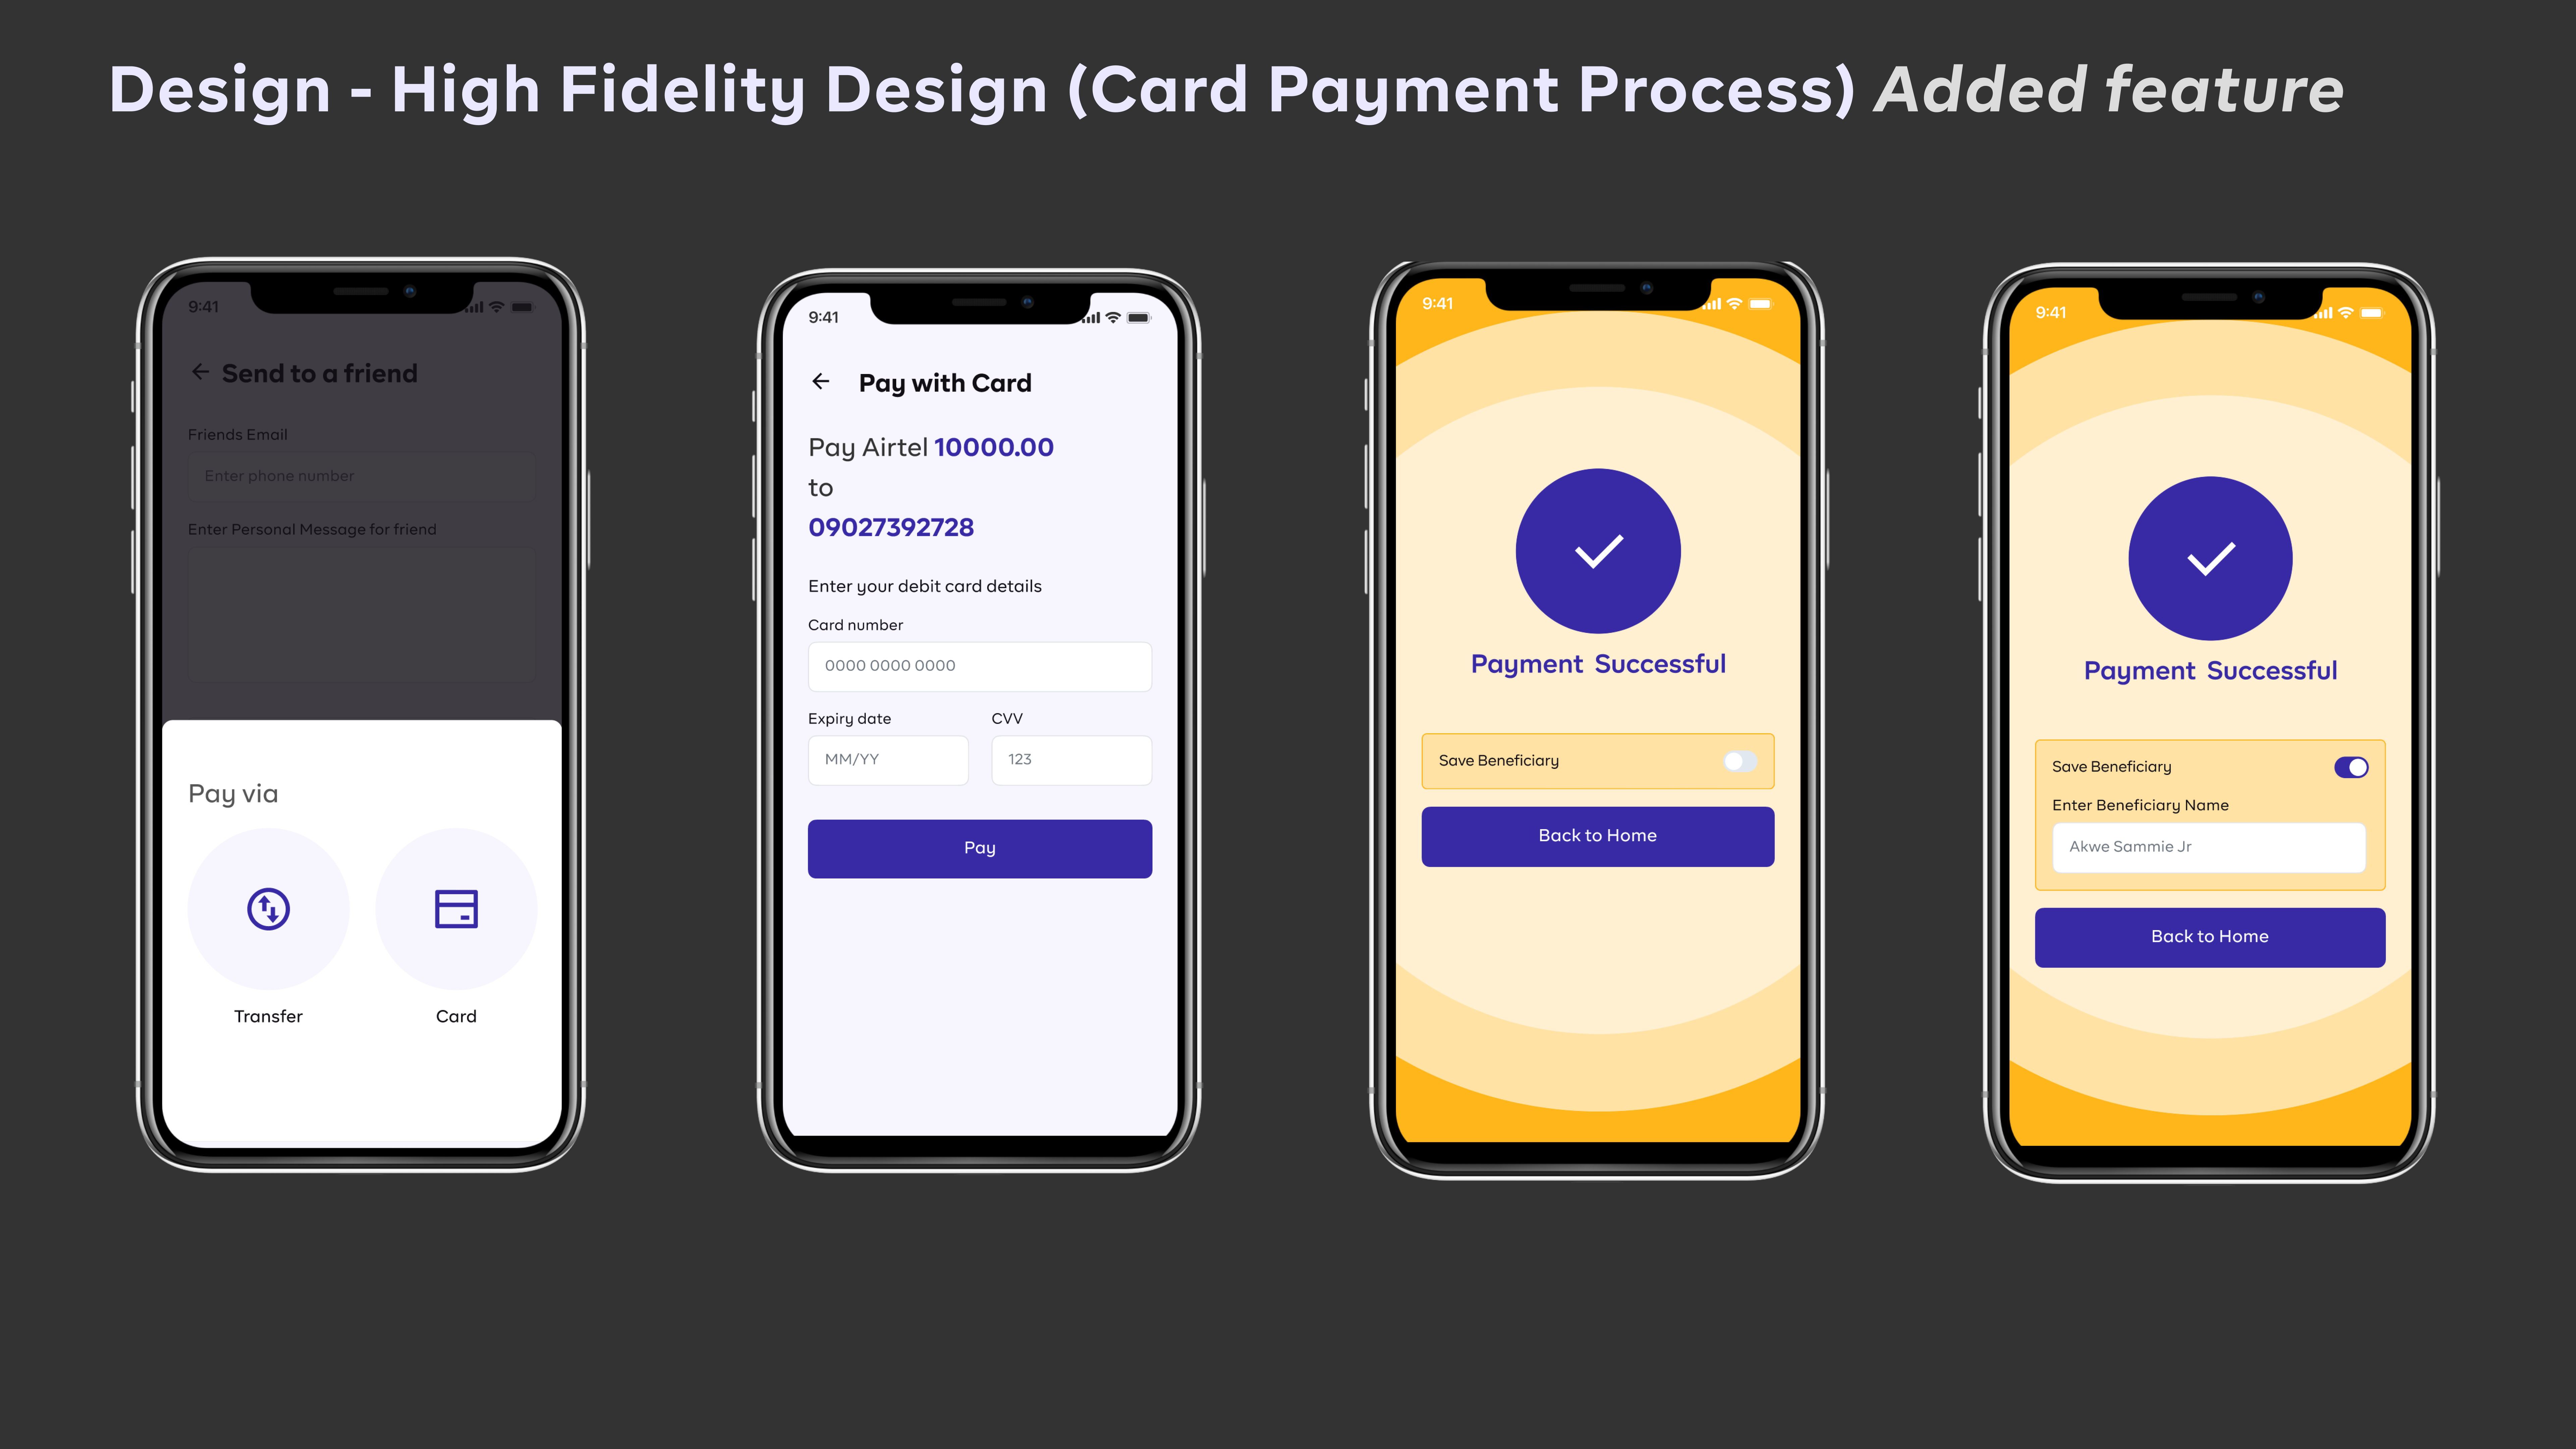 Design - High Fidelity Design (Card Payment Process) Added feature
9:41
Send to a friend
Friends Email
Enter phone number
Enter Personal Message for friend
Pay via
Transfer
Card
9:41
Pay with Card
Pay Airtel 10000.00
to
09027392728
Enter your debit card details
Card number
0000 0000 0000
Expiry date
CVV
MM/YY
123
Pay
9:41
Payment Successful
Save Beneficiary
Back to Home
9:41
Payment Successful
Save Beneficiary
Enter Beneficiary Name
Akwe Sammie Jr
Back to Home